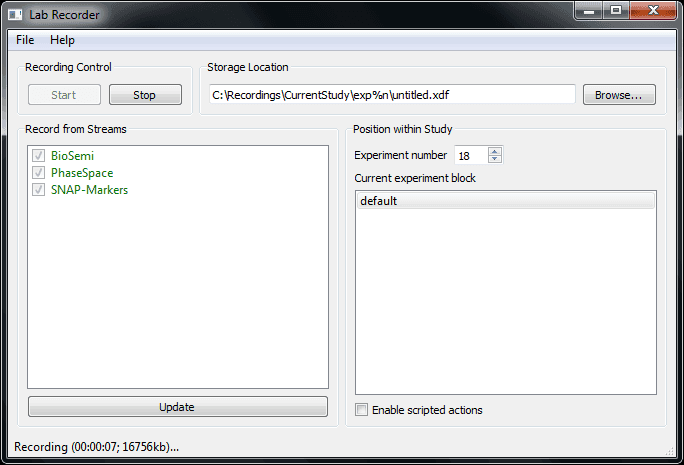 Lab Recorder
File Help
Recording Control
Start Stop
Storage Location
C:\Recordings\CurrentStudy\exp%n\untitled.xdf Browse...
Record from Streams
BioSemi
PhaseSpace
SNAP-Markers
Update
Position within Study
Experiment number 18
Current experiment block
default
Enable scripted actions
Recording (00:00:07; 16756kb)...